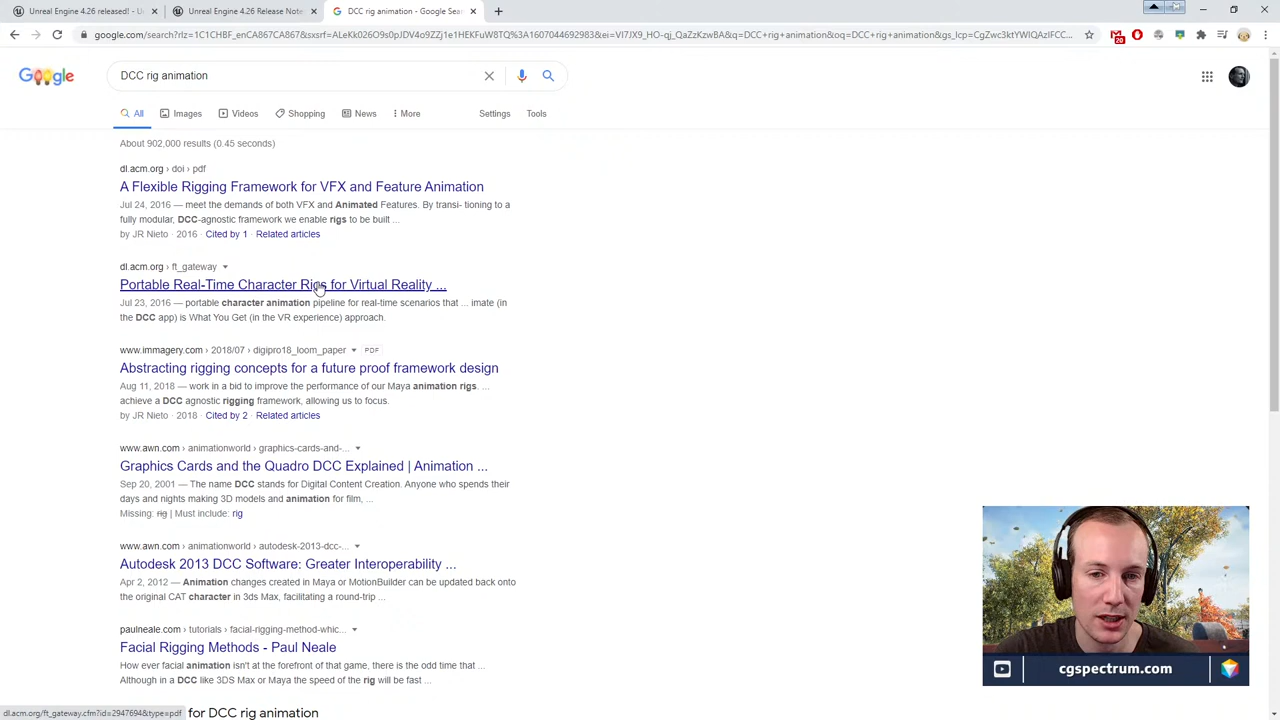 Unreal Engine 4.26 released! - U
Unreal Engine 4.26 Release Note
DCC rig animation - Google Sea
google.com/search?rlz=1C1CHBF_enCA867CA867&sxsrf=ALeKk026O9s0pJDV4o9ZZj1e1HEKFuW8TQ%3A1607044692983&ei=VI7JX9_HO-qj_QaZzKzwBA&q=DCC+rig+animation&oq=DCC+rig+animation&gs_lcp=CgZwc3ktYWIQAzIFCC...
20
Google
DCC rig animation
All
Images
Videos
Shopping
News
More
Settings
Tools
About 902,000 results (0.45 seconds)
dl.acm.org › doi › pdf
A Flexible Rigging Framework for VFX and Feature Animation
Jul 24, 2016 — meet the demands of both VFX and Animated Features. By transi- tioning to a
fully modular, DCC-agnostic framework we enable rigs to be built ...
by JR Nieto · 2016 · Cited by 1 · Related articles
dl.acm.org › ft_gateway
Portable Real-Time Character Rigs for Virtual Reality ...
Jul 23, 2016 — portable character animation pipeline for real-time scenarios that ... imate (in
the DCC app) is What You Get (in the VR experience) approach.
www.immagery.com › 2018/07 › digipro18_loom_paper PDF
Abstracting rigging concepts for a future proof framework design
Aug 11, 2018 — work in a bid to improve the performance of our Maya animation rigs. ...
achieve a DCC agnostic rigging framework, allowing us to focus.
by JR Nieto · 2018 · Cited by 2 · Related articles
www.awn.com › animationworld › graphics-cards-and-...
Graphics Cards and the Quadro DCC Explained | Animation ...
Sep 20, 2001 — The name DCC stands for Digital Content Creation. Anyone who spends their
days and nights making 3D models and animation for film, ...
Missing: rig | Must include: rig
www.awn.com › animationworld › autodesk-2013-dcc-...
Autodesk 2013 DCC Software: Greater Interoperability ...
Apr 2, 2012 — Animation changes created in Maya or MotionBuilder can be updated back onto
the original CAT character in 3ds Max, facilitating a round-trip ...
paulneale.com › tutorials › facial-rigging-method-whic...
Facial Rigging Methods - Paul Neale
How ever facial animation isn't at the forefront of that game, there is the odd time that ...
Although in a DCC like 3DS Max or Maya the speed of the rig will be fast ...
dl.acm.org/ft_gateway.cfm?id=2947694&type=pdf
for DCC rig animation
cgspectrum.com